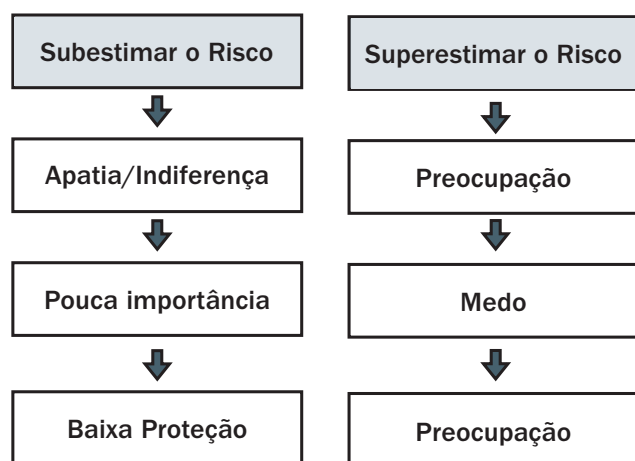 Subestimar o Risco
Apatia/Indiferença
Pouca importância
Baixa Proteção
Superestimar o Risco
Preocupação
Medo
Preocupação